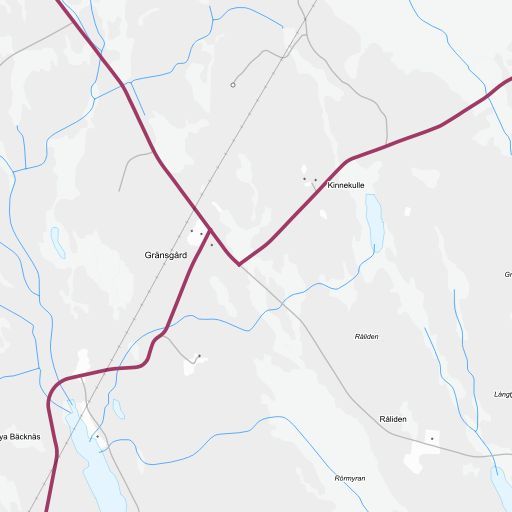 Kinnekulle
Gränsgård
Råliden
Råliden
ya Bäcknäs
Rörmyran